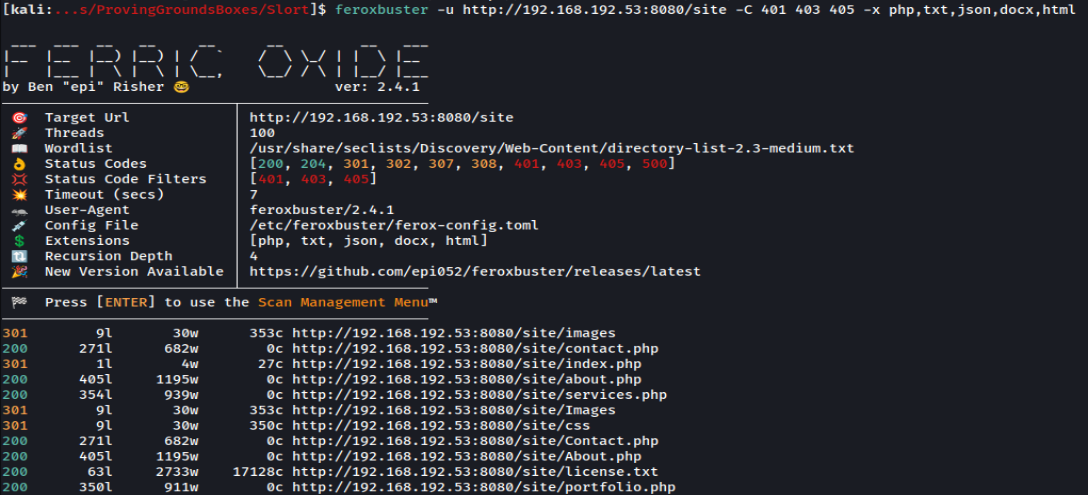 [kali:...s/ProvingGroundsBoxes/Slort]$ feroxbuster -u http://192.168.192.53:8080/site -C 401 403 405 -x php,txt,json,docx,html
FERRIC OXIDE
by Ben "epi" Risher 🤓 ver: 2.4.1
🎯 Target Url │ http://192.168.192.53:8080/site
🚀 Threads │ 100
📖 Wordlist │ /usr/share/seclists/Discovery/Web-Content/directory-list-2.3-medium.txt
👌 Status Codes │ [200, 204, 301, 302, 307, 308, 401, 403, 405, 500]
💢 Status Code Filters │ [401, 403, 405]
💥 Timeout (secs) │ 7
🦡 User-Agent │ feroxbuster/2.4.1
💉 Config File │ /etc/feroxbuster/ferox-config.toml
💲 Extensions │ [php, txt, json, docx, html]
🔃 Recursion Depth │ 4
🎉 New Version Available │ https://github.com/epi052/feroxbuster/releases/latest
🏁 Press [ENTER] to use the Scan Management Menu™
301 9l 30w 353c http://192.168.192.53:8080/site/images
200 271l 682w 0c http://192.168.192.53:8080/site/contact.php
301 1l 4w 27c http://192.168.192.53:8080/site/index.php
200 405l 1195w 0c http://192.168.192.53:8080/site/about.php
200 354l 939w 0c http://192.168.192.53:8080/site/services.php
301 9l 30w 353c http://192.168.192.53:8080/site/Images
301 9l 30w 350c http://192.168.192.53:8080/site/css
200 271l 682w 0c http://192.168.192.53:8080/site/Contact.php
200 405l 1195w 0c http://192.168.192.53:8080/site/About.php
200 63l 2733w 17128c http://192.168.192.53:8080/site/license.txt
200 350l 911w 0c http://192.168.192.53:8080/site/portfolio.php